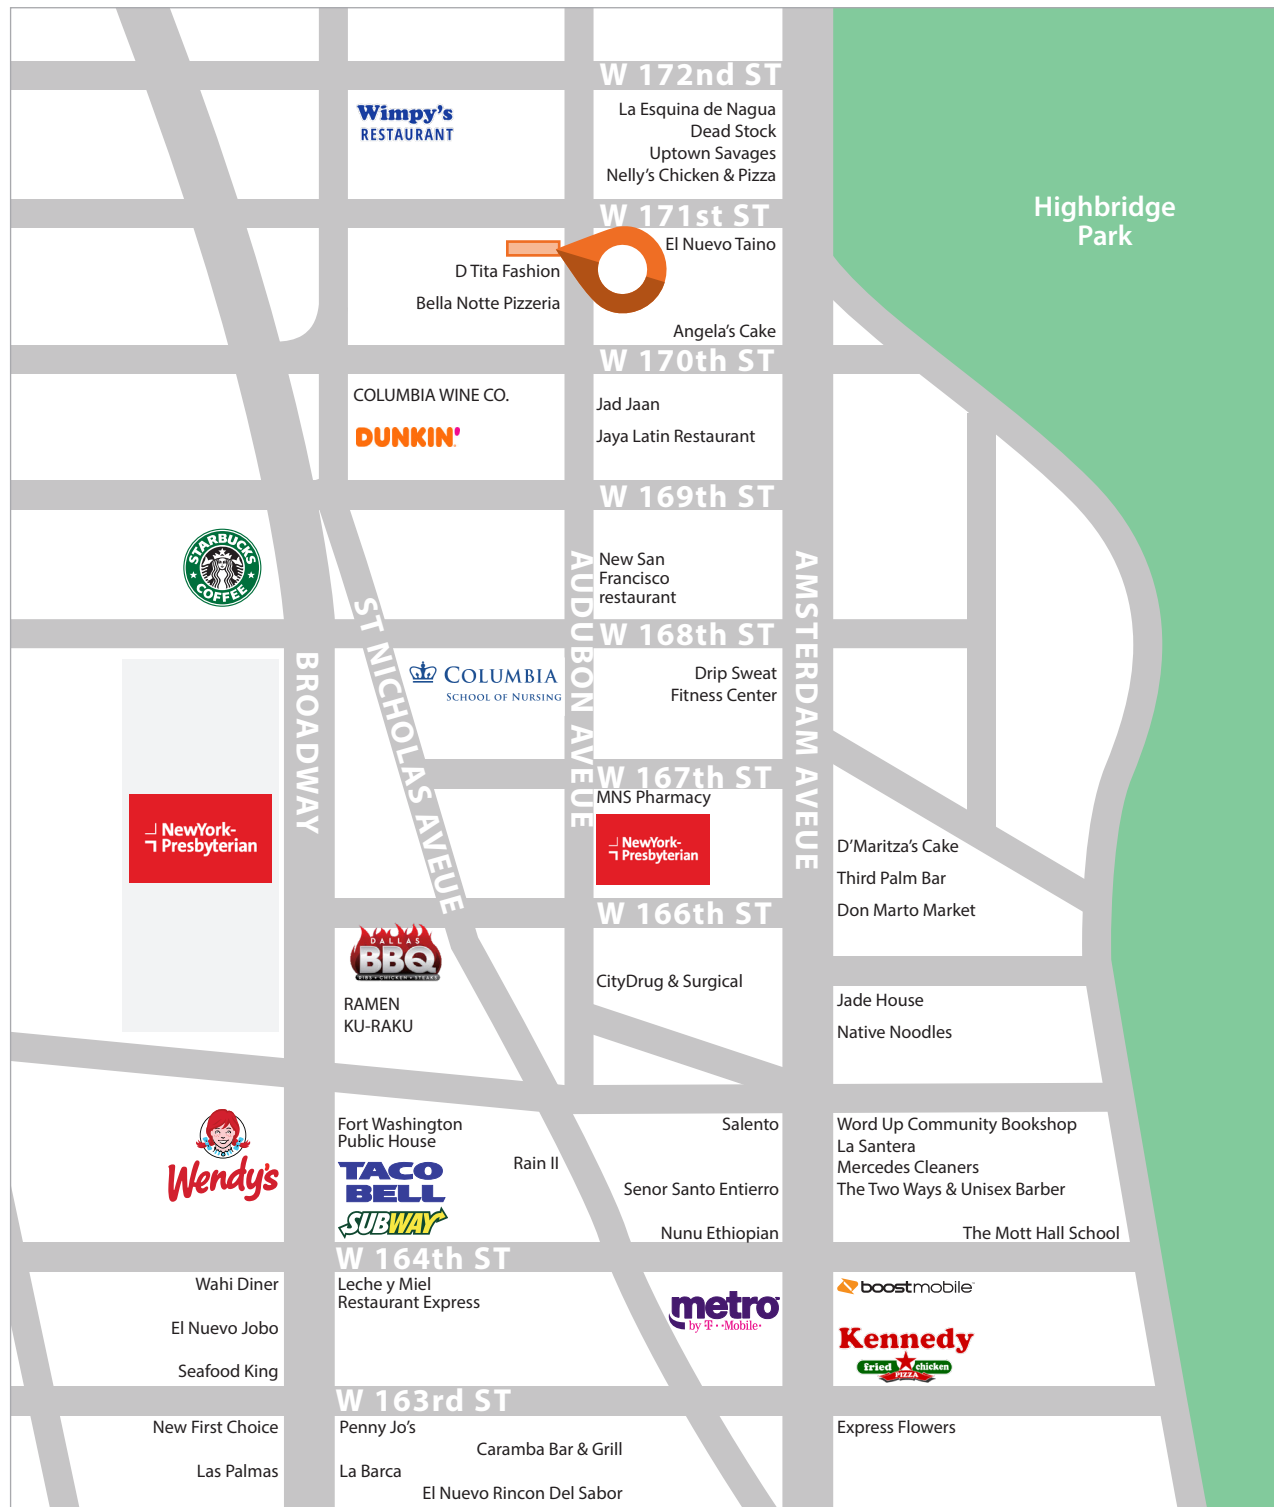 W 172nd ST
Wimpy's
RESTAURANT
La Esquina de Nagua
Dead Stock
Uptown Savages
Nelly's Chicken & Pizza
Highbridge
Park
W 171st ST
El Nuevo Taino
D Tita Fashion
Bella Notte Pizzeria
Angela's Cake
W 170th ST
COLUMBIA WINE CO.
DUNKIN'
Jad Jaan
Jaya Latin Restaurant
W 169th ST
STARBUCKS
COFFEE
New San
Francisco
restaurant
AUDUBON AVEUE
AMSTERDAM AVEUE
ST NICHOLAS AVEUE
BROADWAY
W 168th ST
COLUMBIA
SCHOOL OF NURSING
Drip Sweat
Fitness Center
W 167th ST
MNS Pharmacy
NewYork-
Presbyterian
NewYork-
Presbyterian
D'Maritza's Cake
Third Palm Bar
Don Marto Market
W 166th ST
DALLAS
BBQ
RIBS • CHICKEN • STEAKS
RAMEN
KU-RAKU
CityDrug & Surgical
Jade House
Native Noodles
Wendy's
Fort Washington
Public House
TACO
BELL
SUBWAY
Rain II
Salento
Senor Santo Entierro
Nunu Ethiopian
Word Up Community Bookshop
La Santera
Mercedes Cleaners
The Two Ways & Unisex Barber
The Mott Hall School
W 164th ST
Wahi Diner
El Nuevo Jobo
Seafood King
Leche y Miel
Restaurant Express
metro
by T-Mobile
boostmobile
Kennedy
fried chicken
PIZZA
W 163rd ST
New First Choice
Las Palmas
Penny Jo's
Caramba Bar & Grill
La Barca
El Nuevo Rincon Del Sabor
Express Flowers